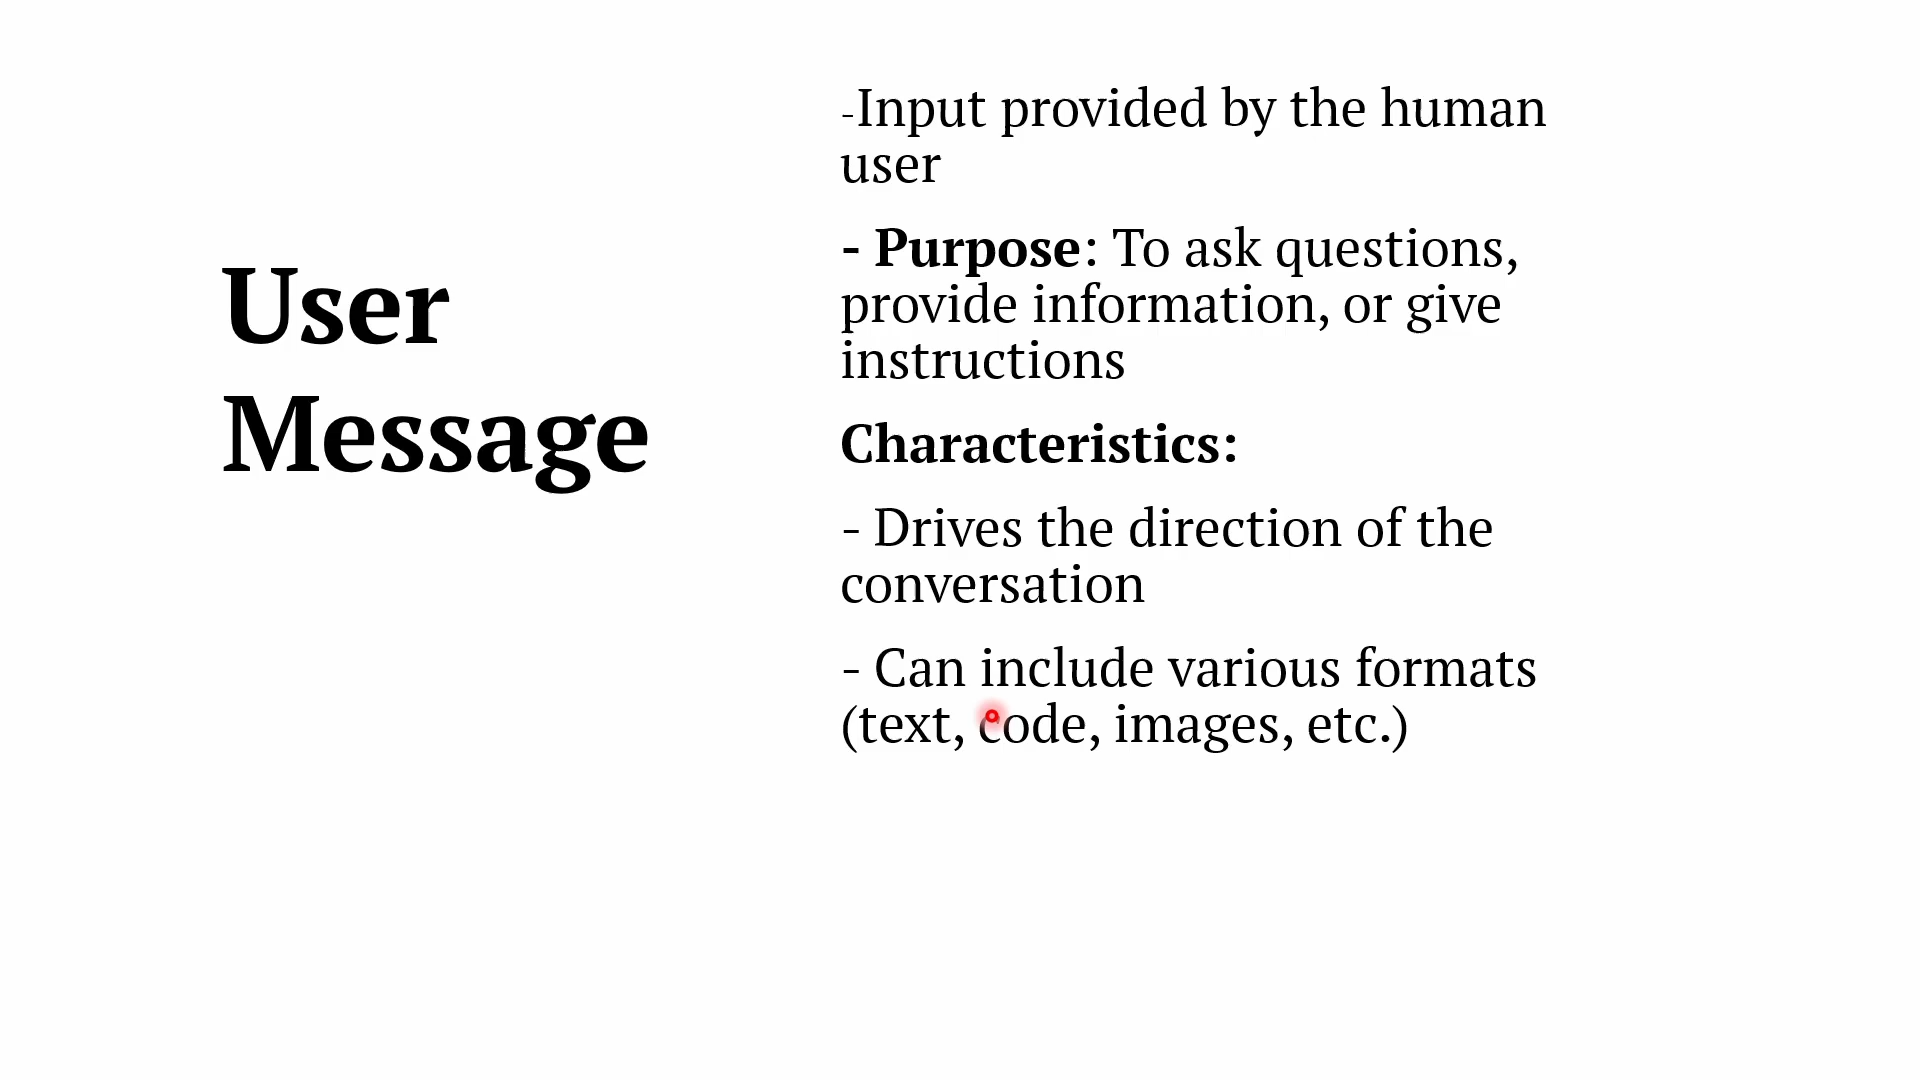 User
Message
-Input provided by the human
user
- Purpose: To ask questions,
provide information, or give
instructions
Characteristics:
- Drives the direction of the
conversation
- Can include various formats
(text, code, images, etc.)